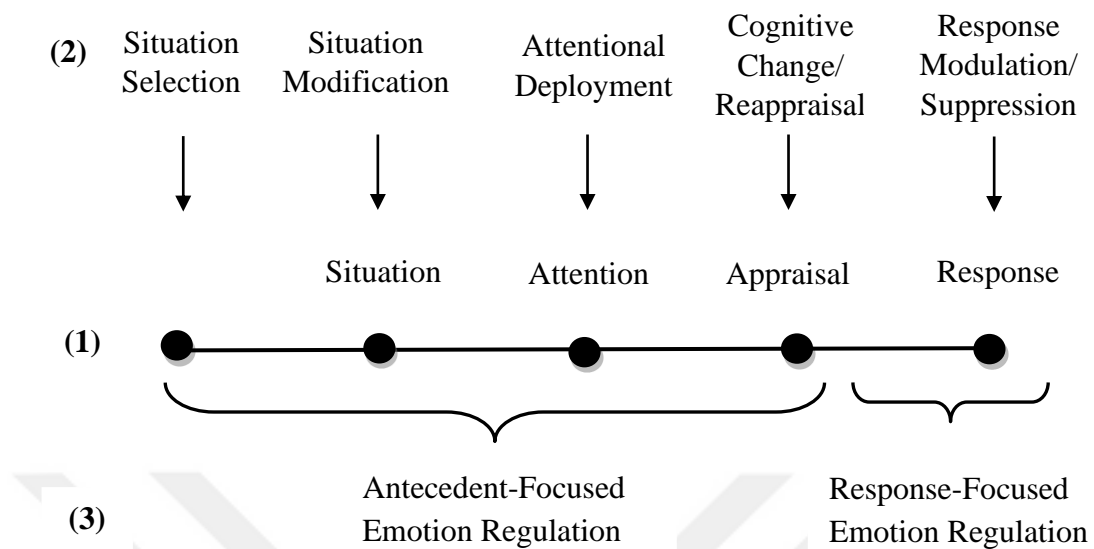 (2)
Situation
Selection
Situation
Modification
Attentional
Deployment
Cognitive
Change/
Reappraisal
Response
Modulation/
Suppression
Situation
Attention
Appraisal
Response
(1)
Antecedent-Focused
Emotion Regulation
Response-Focused
Emotion Regulation
(3)